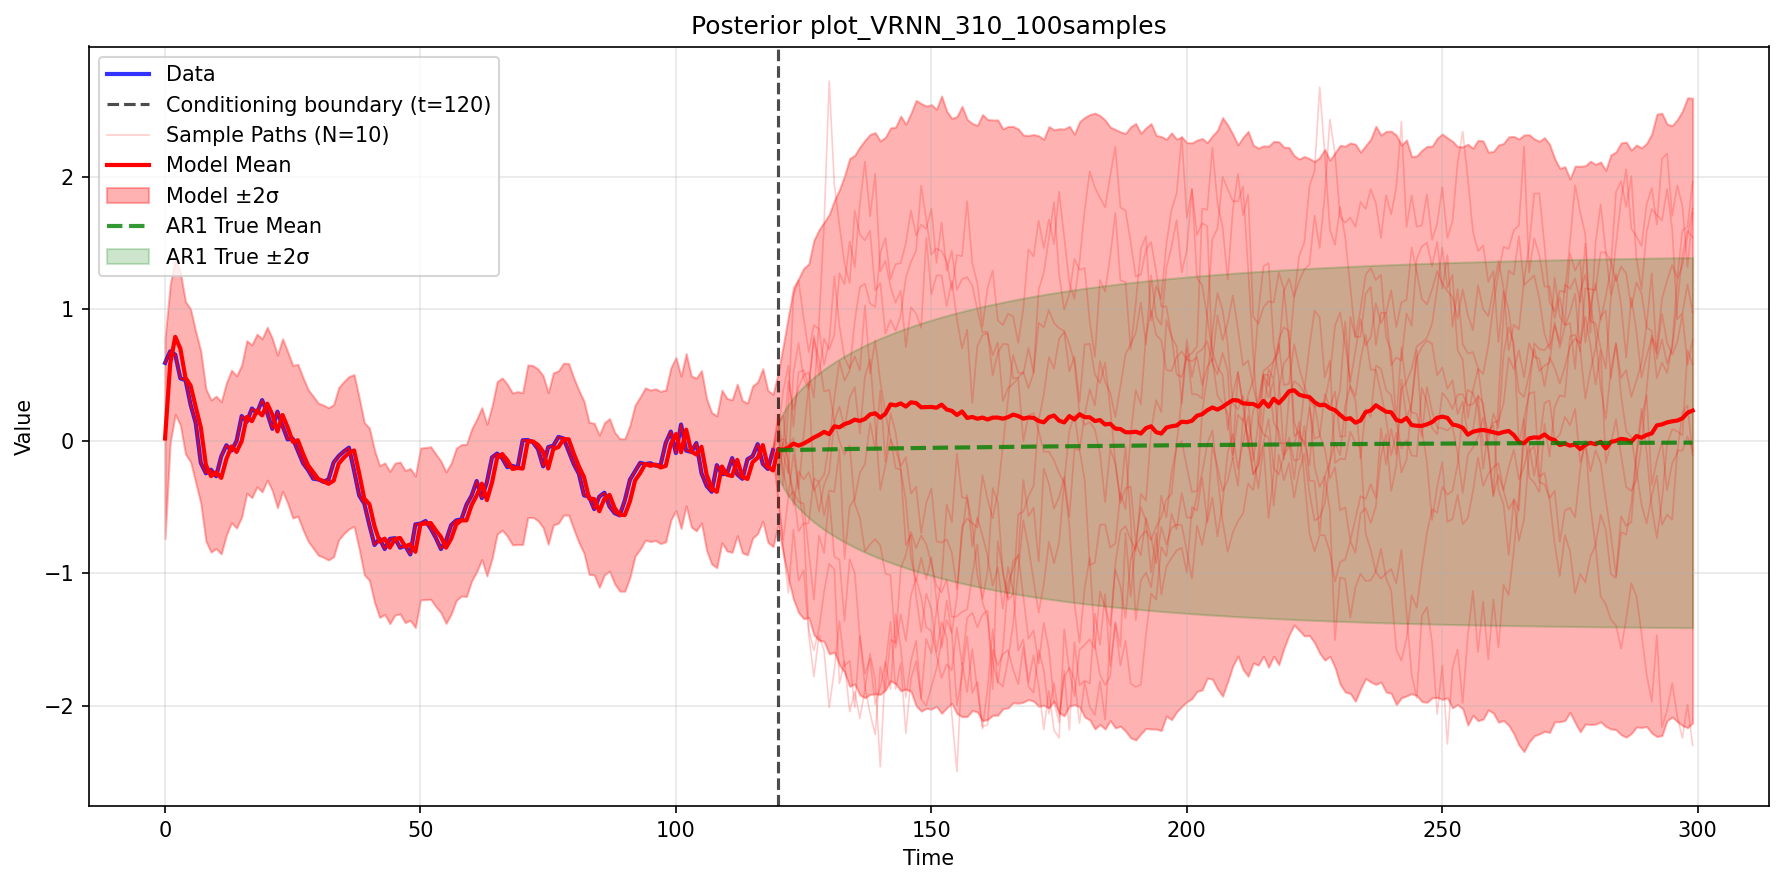 Posterior plot_VRNN_310_100samples
Data
Conditioning boundary (t=120)
Sample Paths (N=10)
Model Mean
Model ±2σ
AR1 True Mean
AR1 True ±2σ
Value
2
1
0
−1
−2
0 50 100 150 200 250 300
Time